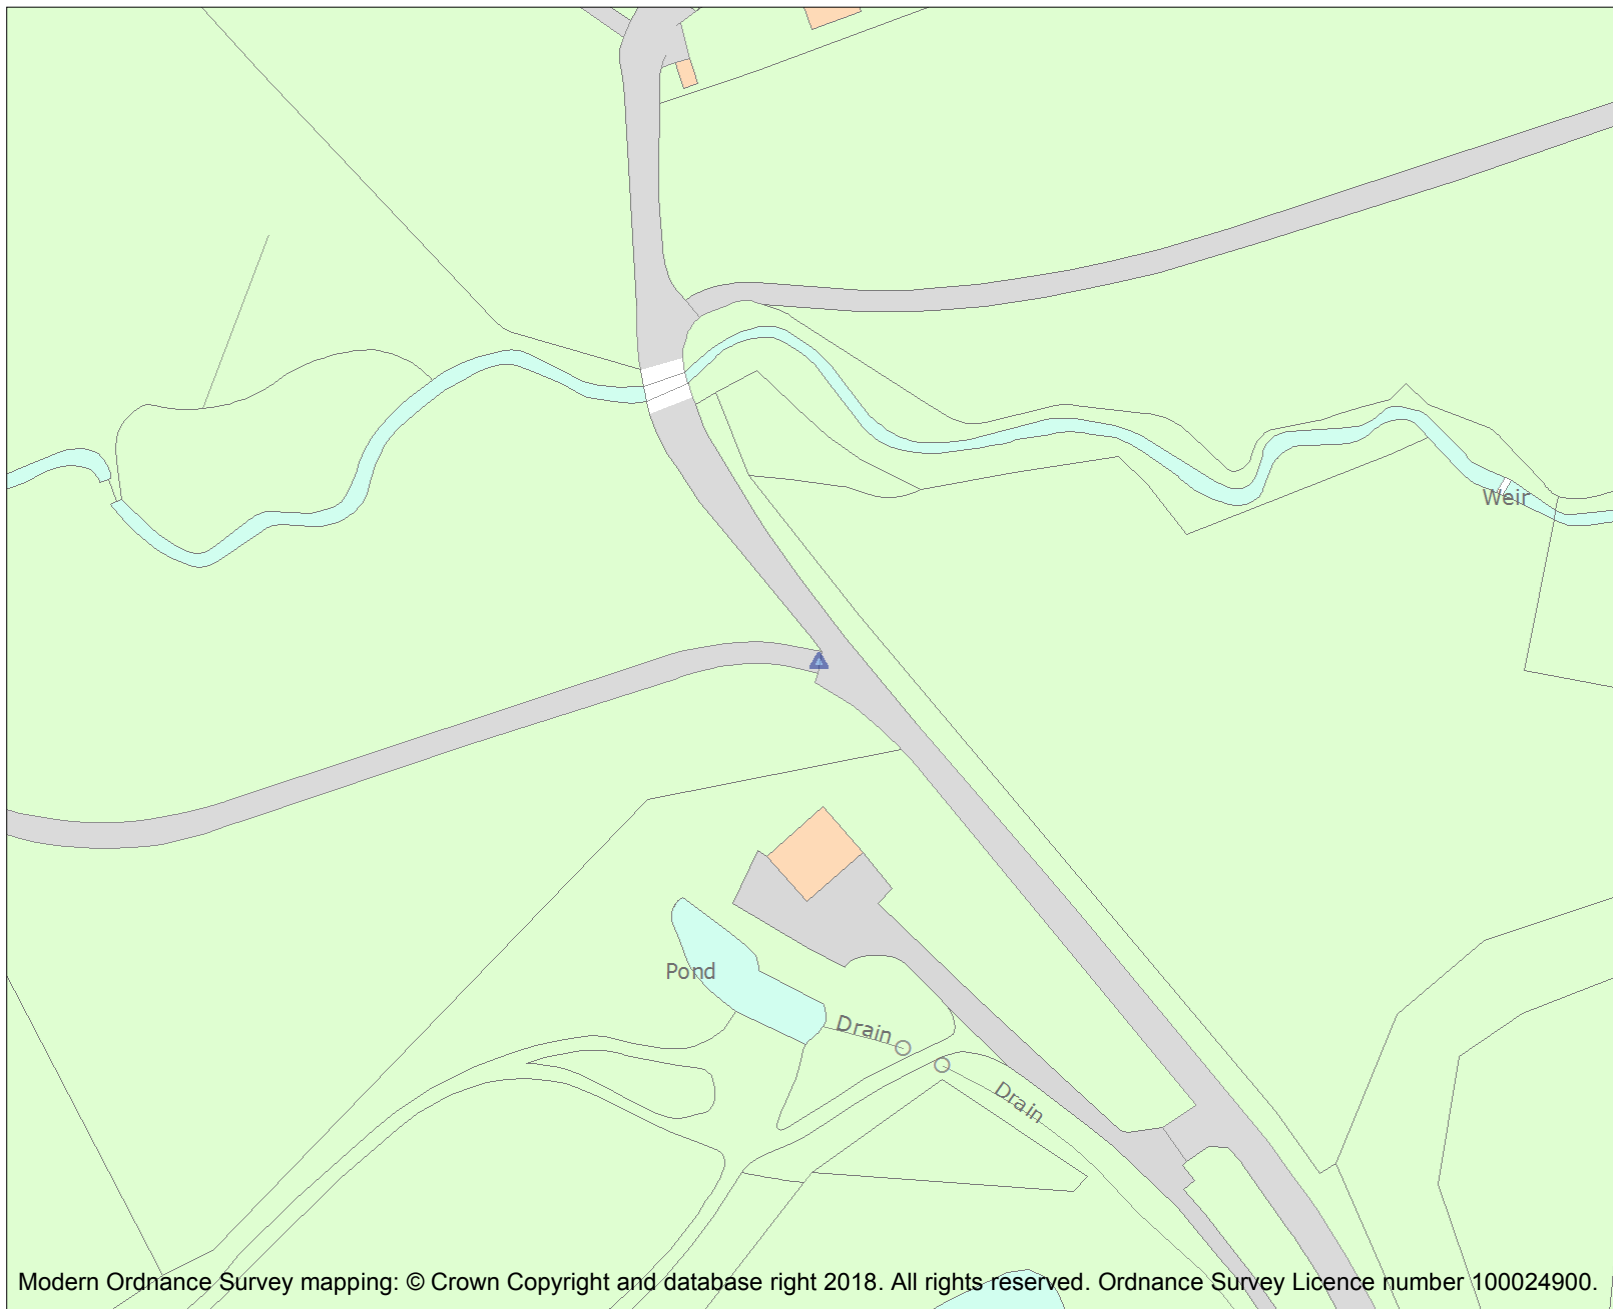 Weir
Pond
Drain
Drain
Modern Ordnance Survey mapping: © Crown Copyright and database right 2018. All rights reserved. Ordnance Survey Licence number 100024900.